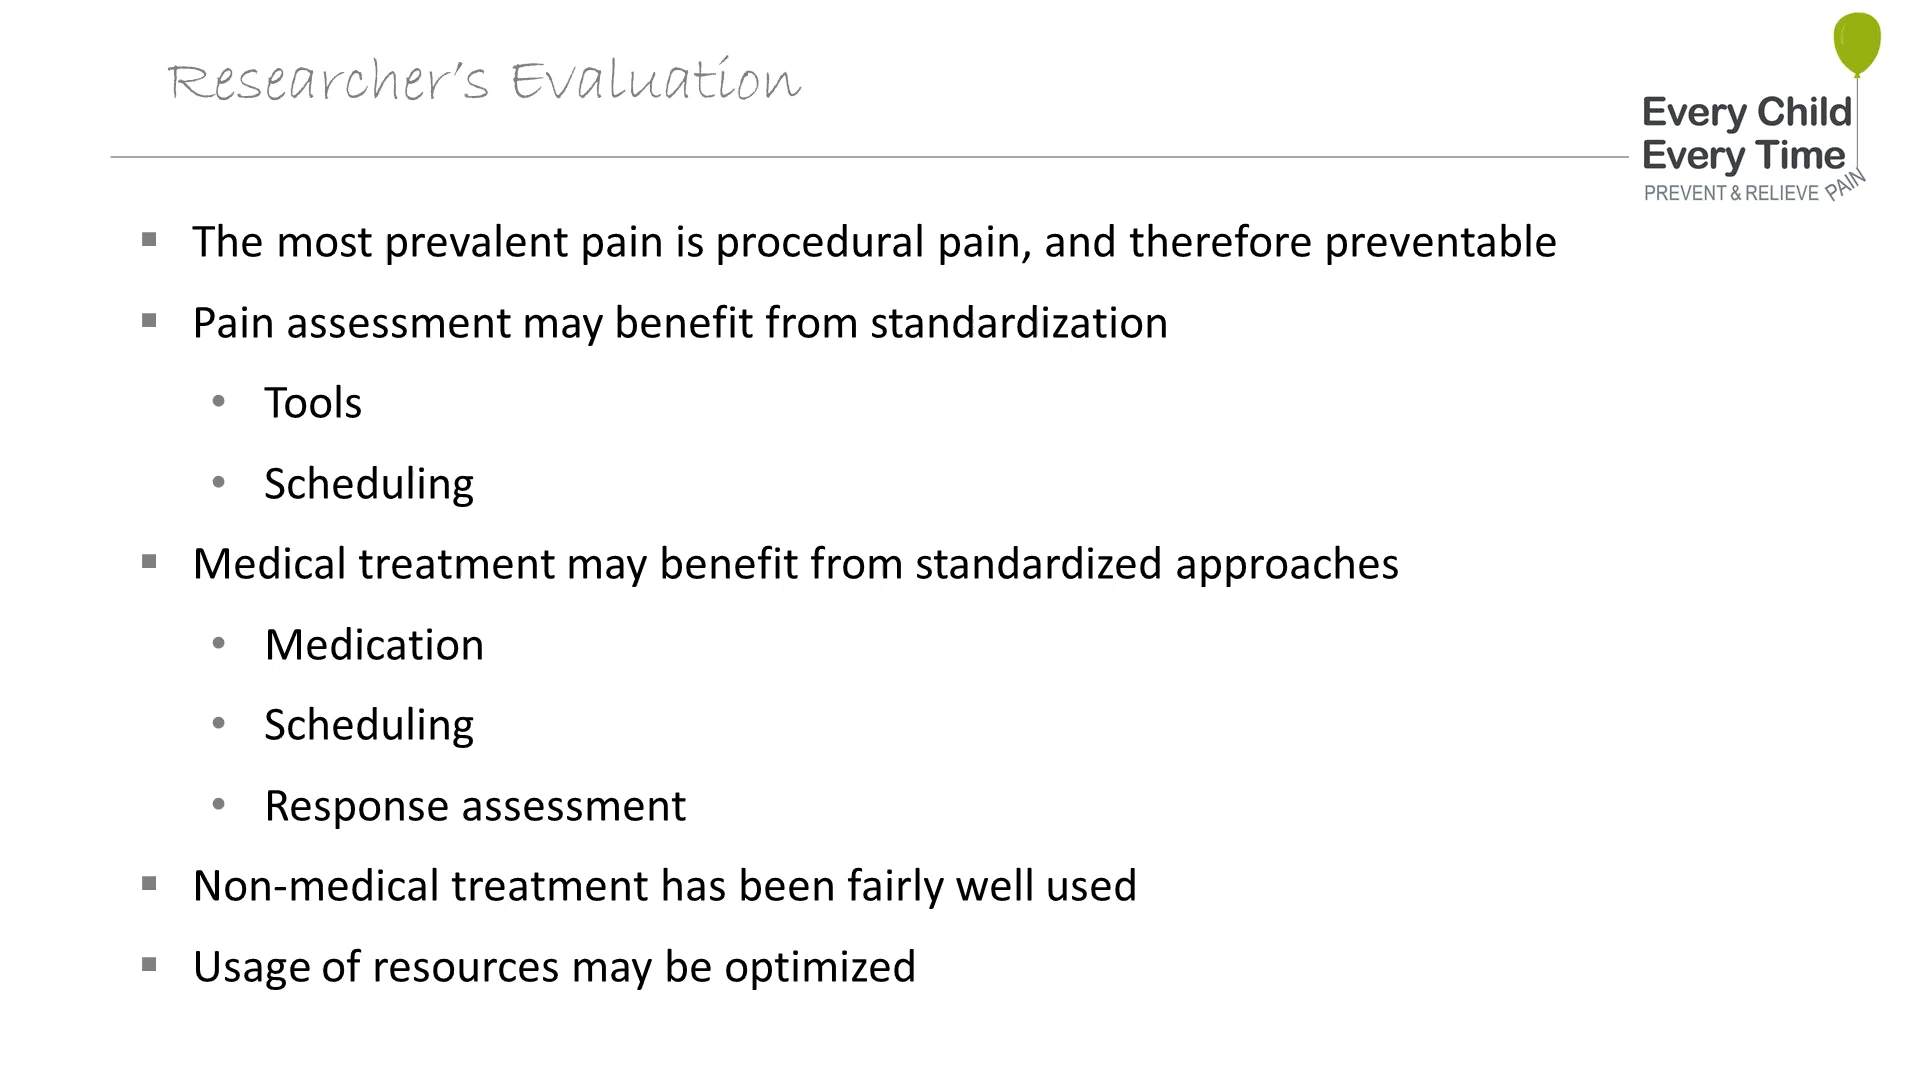 Researcher's Evaluation
Every Child
Every Time
PREVENT & RELIEVE PAIN
▪ The most prevalent pain is procedural pain, and therefore preventable
▪ Pain assessment may benefit from standardization
• Tools
• Scheduling
▪ Medical treatment may benefit from standardized approaches
• Medication
• Scheduling
• Response assessment
▪ Non-medical treatment has been fairly well used
▪ Usage of resources may be optimized